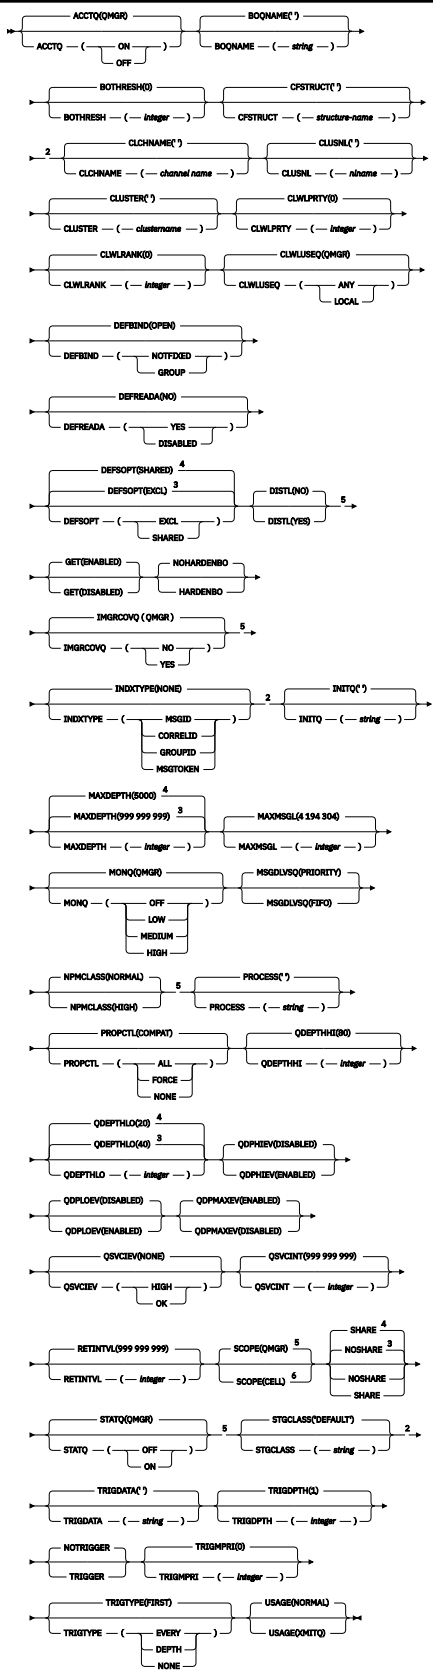 ACCTQ(QMGR) BOQNAME(' ')
ACCTQ ( ON ) BOQNAME ( string )
OFF
BOTHRESH(0) CFSTRUCT(' ')
BOTHRESH ( integer ) CFSTRUCT ( structure-name )
2 CLCHNAME(' ') CLUSNL(' ')
CLCHNAME ( channel name ) CLUSNL ( nlname )
CLUSTER(' ') CLWLPRTY(0)
CLUSTER ( clustername ) CLWLPRTY ( integer )
CLWLRANK(0) CLWLUSEQ(QMGR)
CLWLRANK ( integer ) CLWLUSEQ ( ANY )
LOCAL
DEFBIND(OPEN)
DEFBIND ( NOTFIXED )
GROUP
DEFREADA(NO)
DEFREADA ( YES )
DISABLED
DEFSOPT(SHARED) 4
DEFSOPT(EXCL) 3 DISTL(NO) 5
DEFSOPT ( EXCL ) DISTL(YES)
SHARED
GET(ENABLED) NOHARDENBO
GET(DISABLED) HARDENBO
IMGRCOVQ ( QMGR ) 5
IMGRCOVQ ( NO )
YES
INDXTYPE(NONE) 2 INITQ(' ')
INDXTYPE ( MSGID ) INITQ ( string )
CORRELID
GROUPID
MSGTOKEN
MAXDEPTH(5000) 4
MAXDEPTH(999 999 999) 3 MAXMSGL(4 194 304)
MAXDEPTH ( integer ) MAXMSGL ( integer )
MONQ(QMGR) MSGDLVSQ(PRIORITY)
MONQ ( OFF ) MSGDLVSQ(FIFO)
LOW
MEDIUM
HIGH
NPMCLASS(NORMAL) 5 PROCESS(' ')
NPMCLASS(HIGH) PROCESS ( string )
PROPCTL(COMPAT) QDEPTHHI(80)
PROPCTL ( ALL ) QDEPTHHI ( integer )
FORCE
NONE
QDEPTHLO(20) 4
QDEPTHLO(40) 3 QDPHIEV(DISABLED)
QDEPTHLO ( integer ) QDPHIEV(ENABLED)
QDPLOEV(DISABLED) QDPMAXEV(ENABLED)
QDPLOEV(ENABLED) QDPMAXEV(DISABLED)
QSVCIEV(NONE) QSVCINT(999 999 999)
QSVCIEV ( HIGH ) QSVCINT ( integer )
OK
SHARE 4
RETINTVL(999 999 999) SCOPE(QMGR) 5 NOSHARE 3
RETINTVL ( integer ) SCOPE(CELL) 6 NOSHARE
SHARE
STATQ(QMGR) 5 STGCLASS('DEFAULT') 2
STATQ ( OFF ) STGCLASS ( string )
ON
TRIGDATA(' ') TRIGDPTH(1)
TRIGDATA ( string ) TRIGDPTH ( integer )
NOTRIGGER TRIGMPRI(0)
TRIGGER TRIGMPRI ( integer )
TRIGTYPE(FIRST) USAGE(NORMAL)
TRIGTYPE ( EVERY ) USAGE(XMITQ)
DEPTH
NONE